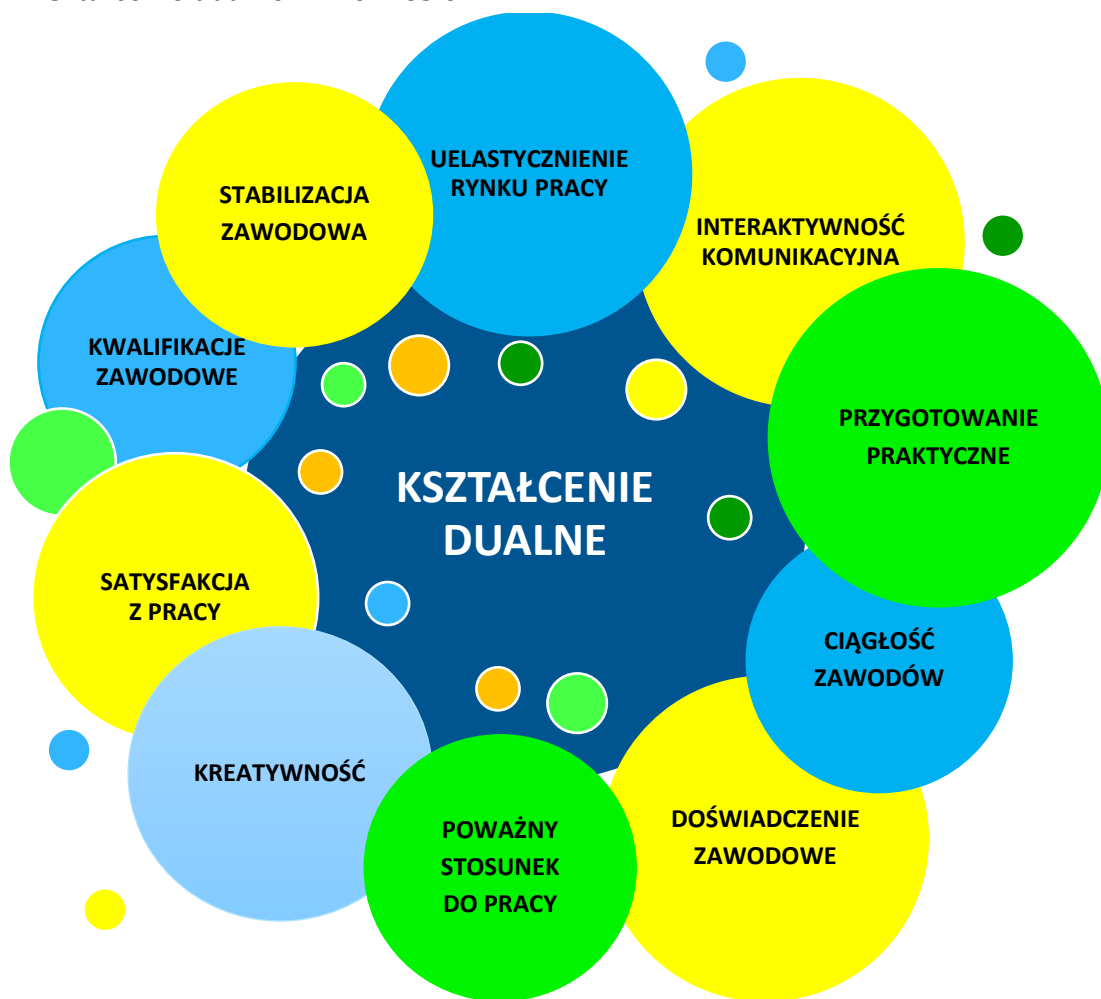 UELASTYCZNIENIE
RYNKU PRACY
STABILIZACJA
ZAWODOWA
INTERAKTYWNOŚĆ
KOMUNIKACYJNA
KWALIFIKACJE
ZAWODOWE
PRZYGOTOWANIE
PRAKTYCZNE
KSZTAŁCENIE
DUALNE
SATYSFAKCJA
Z PRACY
CIĄGŁOŚĆ
ZAWODÓW
KREATYWNOŚĆ
POWAŻNY
STOSUNEK
DO PRACY
DOŚWIADCZENIE
ZAWODOWE